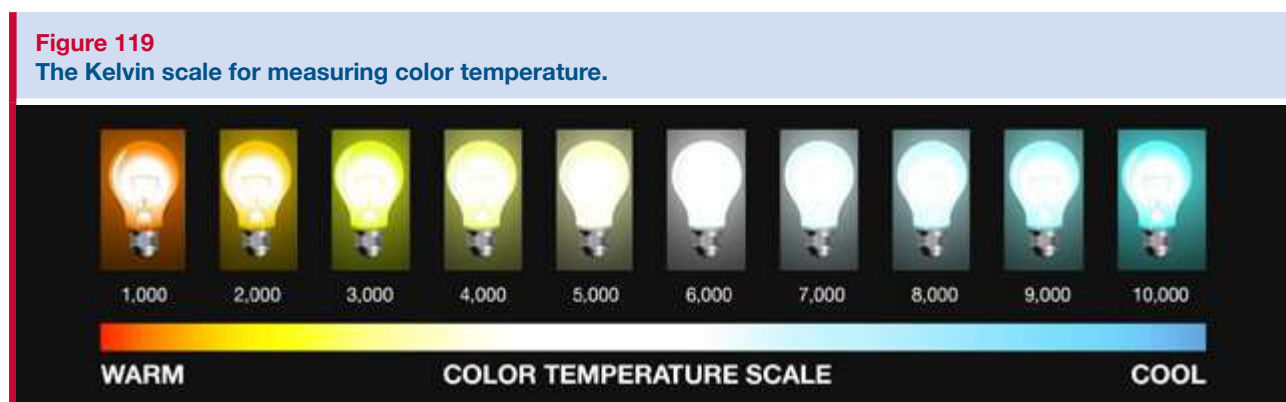 Figure 119
The Kelvin scale for measuring color temperature.
1,000 2,000 3,000 4,000 5,000 6,000 7,000 8,000 9,000 10,000
WARM COLOR TEMPERATURE SCALE COOL